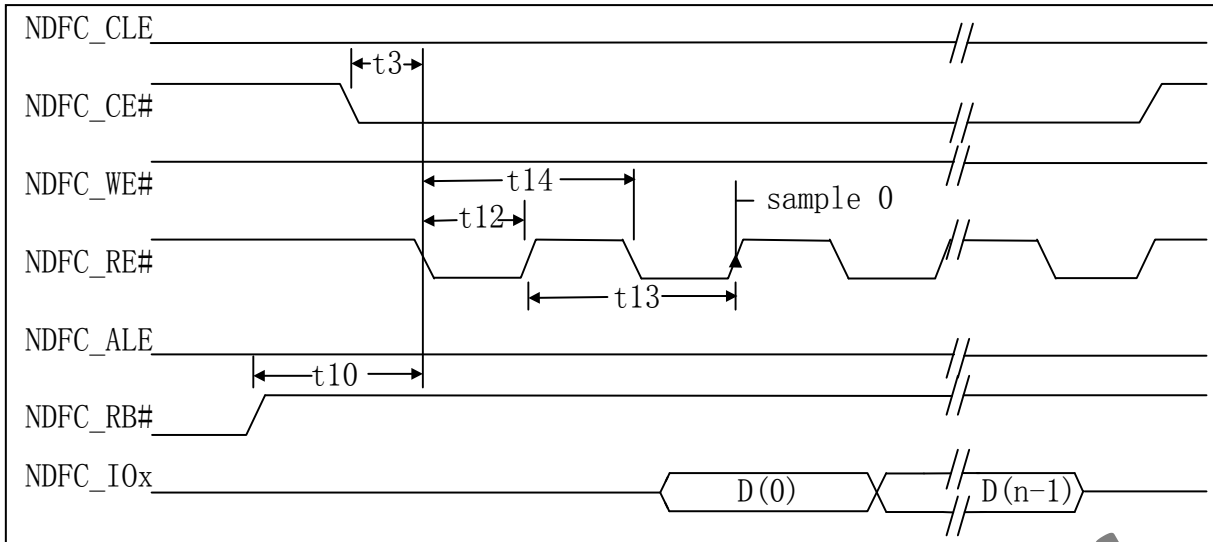 NDFC_CLE
t3
NDFC_CE#
NDFC_WE#
t14
sample 0
t12
NDFC_RE#
t13
NDFC_ALE
t10
NDFC_RB#
NDFC_IOx
D(0)
D(n-1)